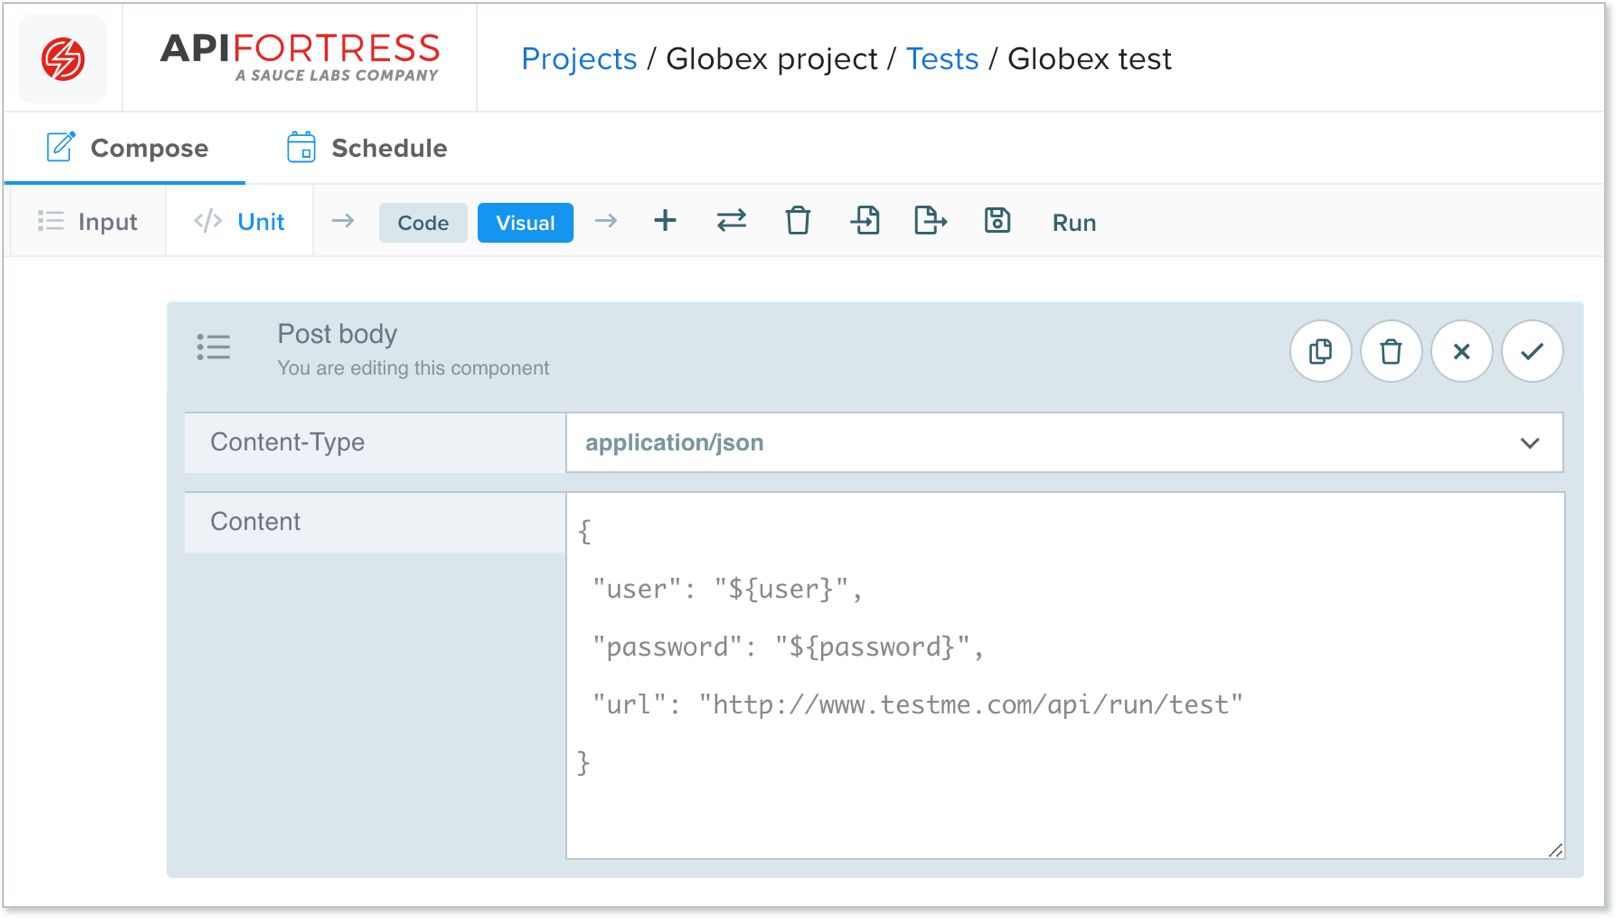 APIFORTRESS
A SAUCE LABS COMPANY
Projects / Globex project / Tests / Globex test
Compose
Schedule
Input
</> Unit
Code
Visual
Run
Post body
You are editing this component
Content-Type
application/json
Content
{
"user": "${user}",
"password": "${password}",
"url": "http://www.testme.com/api/run/test"
}